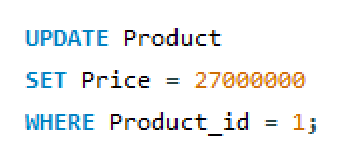 UPDATE Product
SET Price = 27000000
WHERE Product_id = 1;